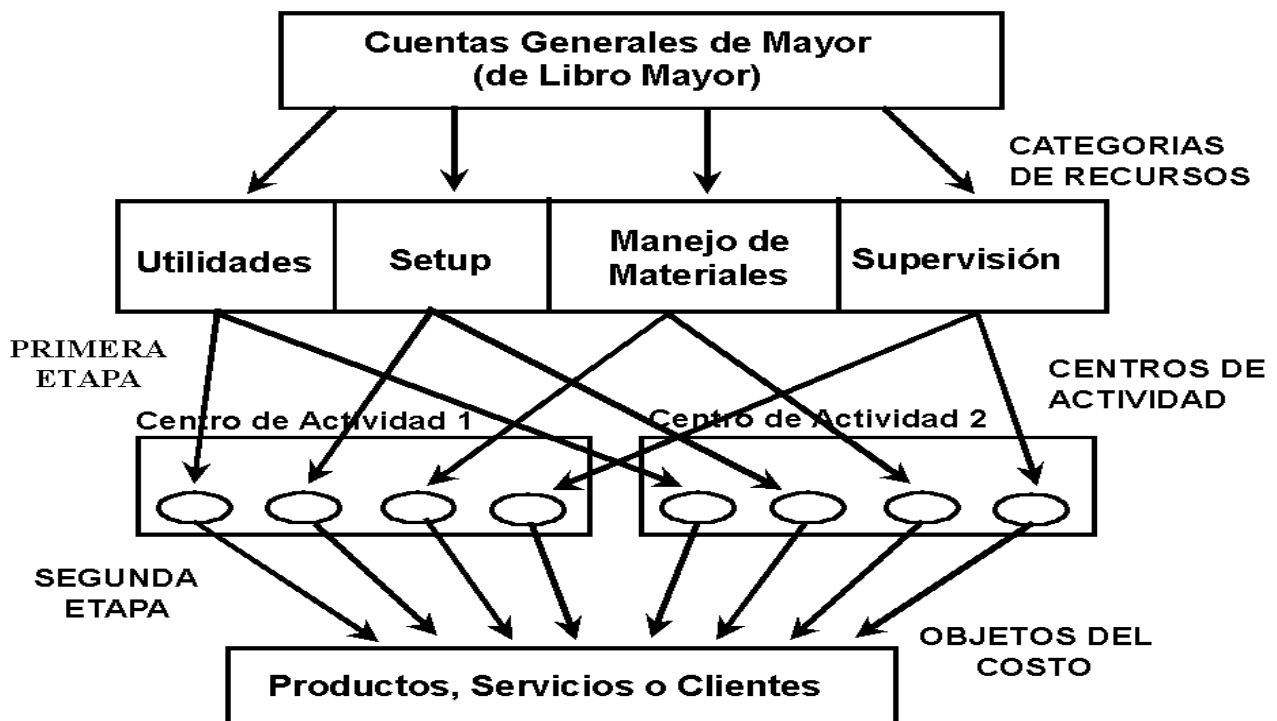 Cuentas Generales de Mayor
(de Libro Mayor)
CATEGORIAS
DE RECURSOS
Utilidades
Setup
Manejo de
Materiales
Supervisión
PRIMERA
ETAPA
CENTROS DE
ACTIVIDAD
Centro de Actividad 1
Centro de Actividad 2
SEGUNDA
ETAPA
OBJETOS DEL
COSTO
Productos, Servicios o Clientes